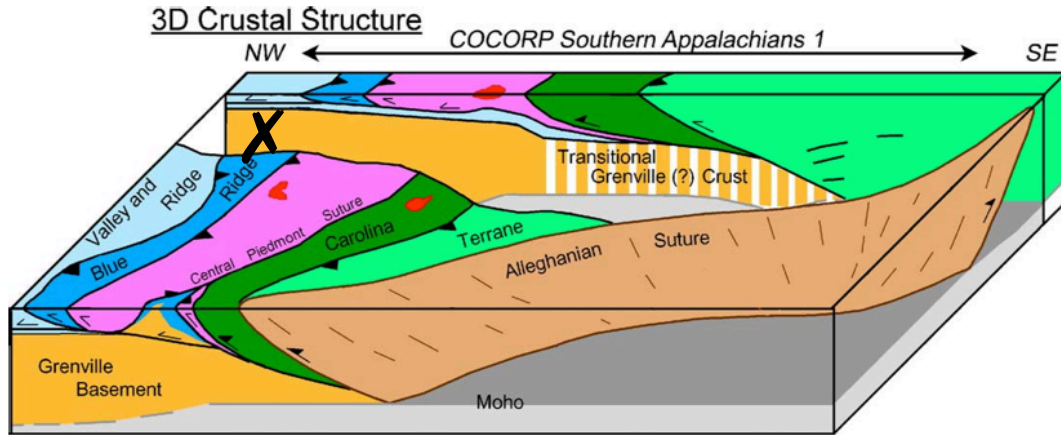 3D Crustal Structure
NW
COCORP Southern Appalachians 1
SE
X
Transitional
Grenville (?) Crust
Valley and
Ridge
Blue
Ridge
Central Piedmont Suture
Carolina
Terrane
Alleghanian
Suture
Grenville
Basement
Moho